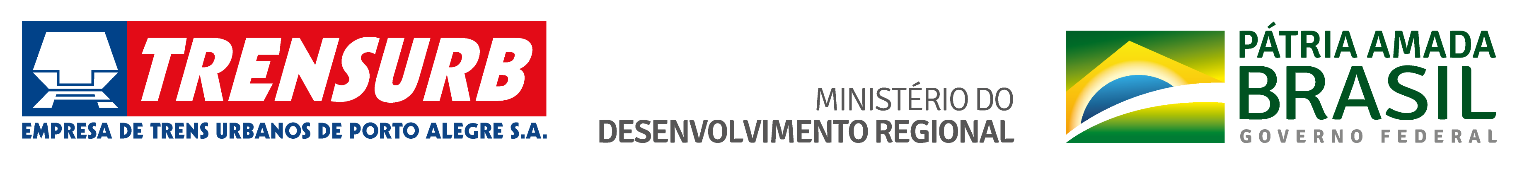 TRENSURB
EMPRESA DE TRENS URBANOS DE PORTO ALEGRE S.A.
MINISTÉRIO DO
DESENVOLVIMENTO REGIONAL
PÁTRIA AMADA
BRASIL
GOVERNO FEDERAL